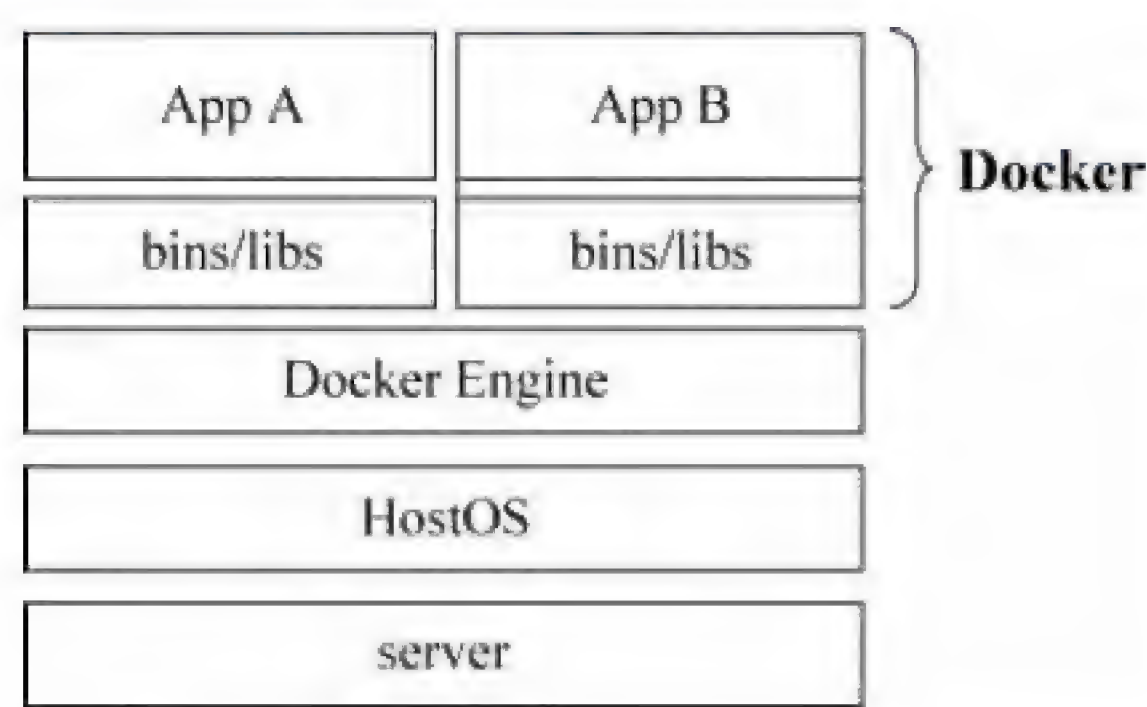 App A
App B
Docker
bins/libs
bins/libs
Docker Engine
HostOS
server